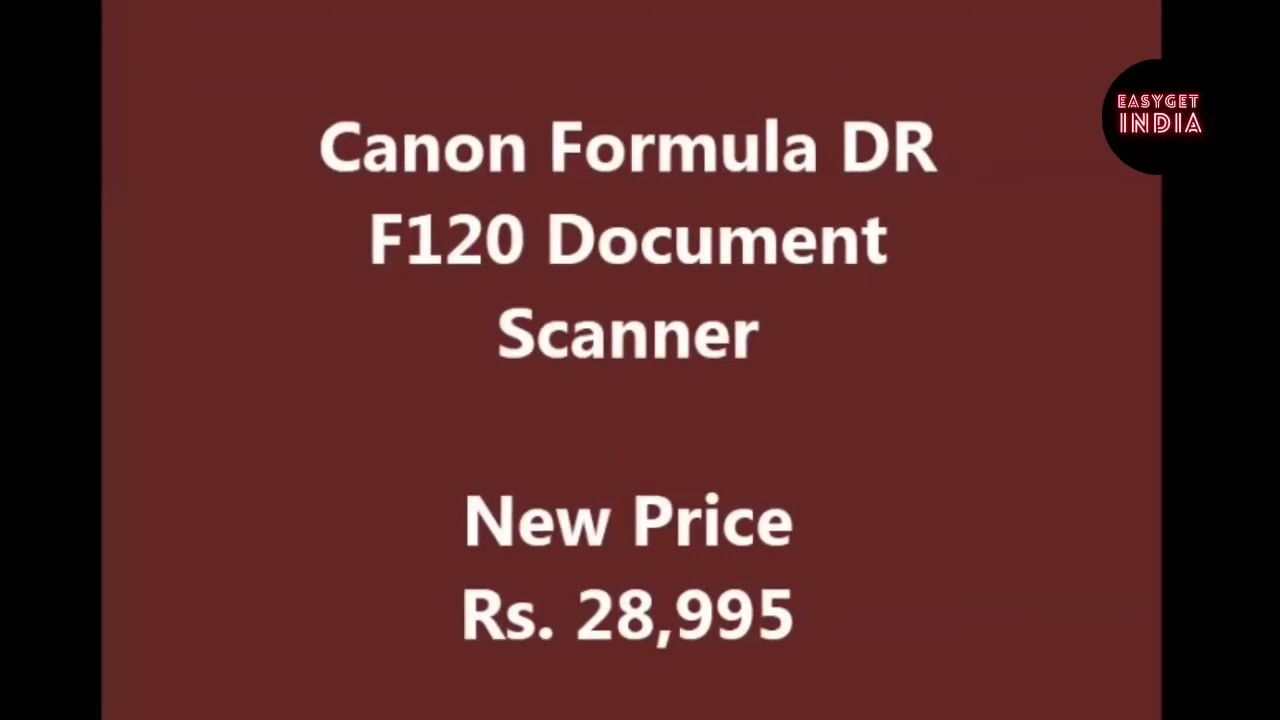 EASYGET
INDIA
Canon Formula DR
F120 Document
Scanner
New Price
Rs. 28,995